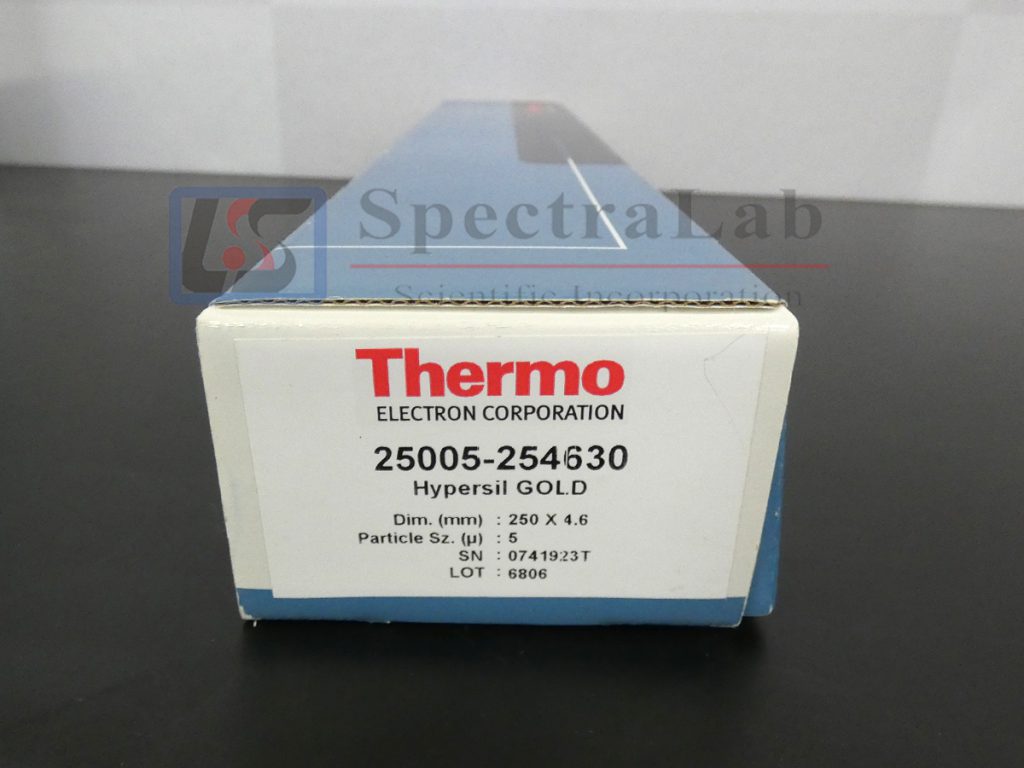 SpectraLab
Scientific Incorporation
Thermo
ELECTRON CORPORATION
25005-254630
Hypersil GOLD
Dim. (mm) : 250 X 4.6
Particle Sz. (µ) : 5
SN : 0741923T
LOT : 6806